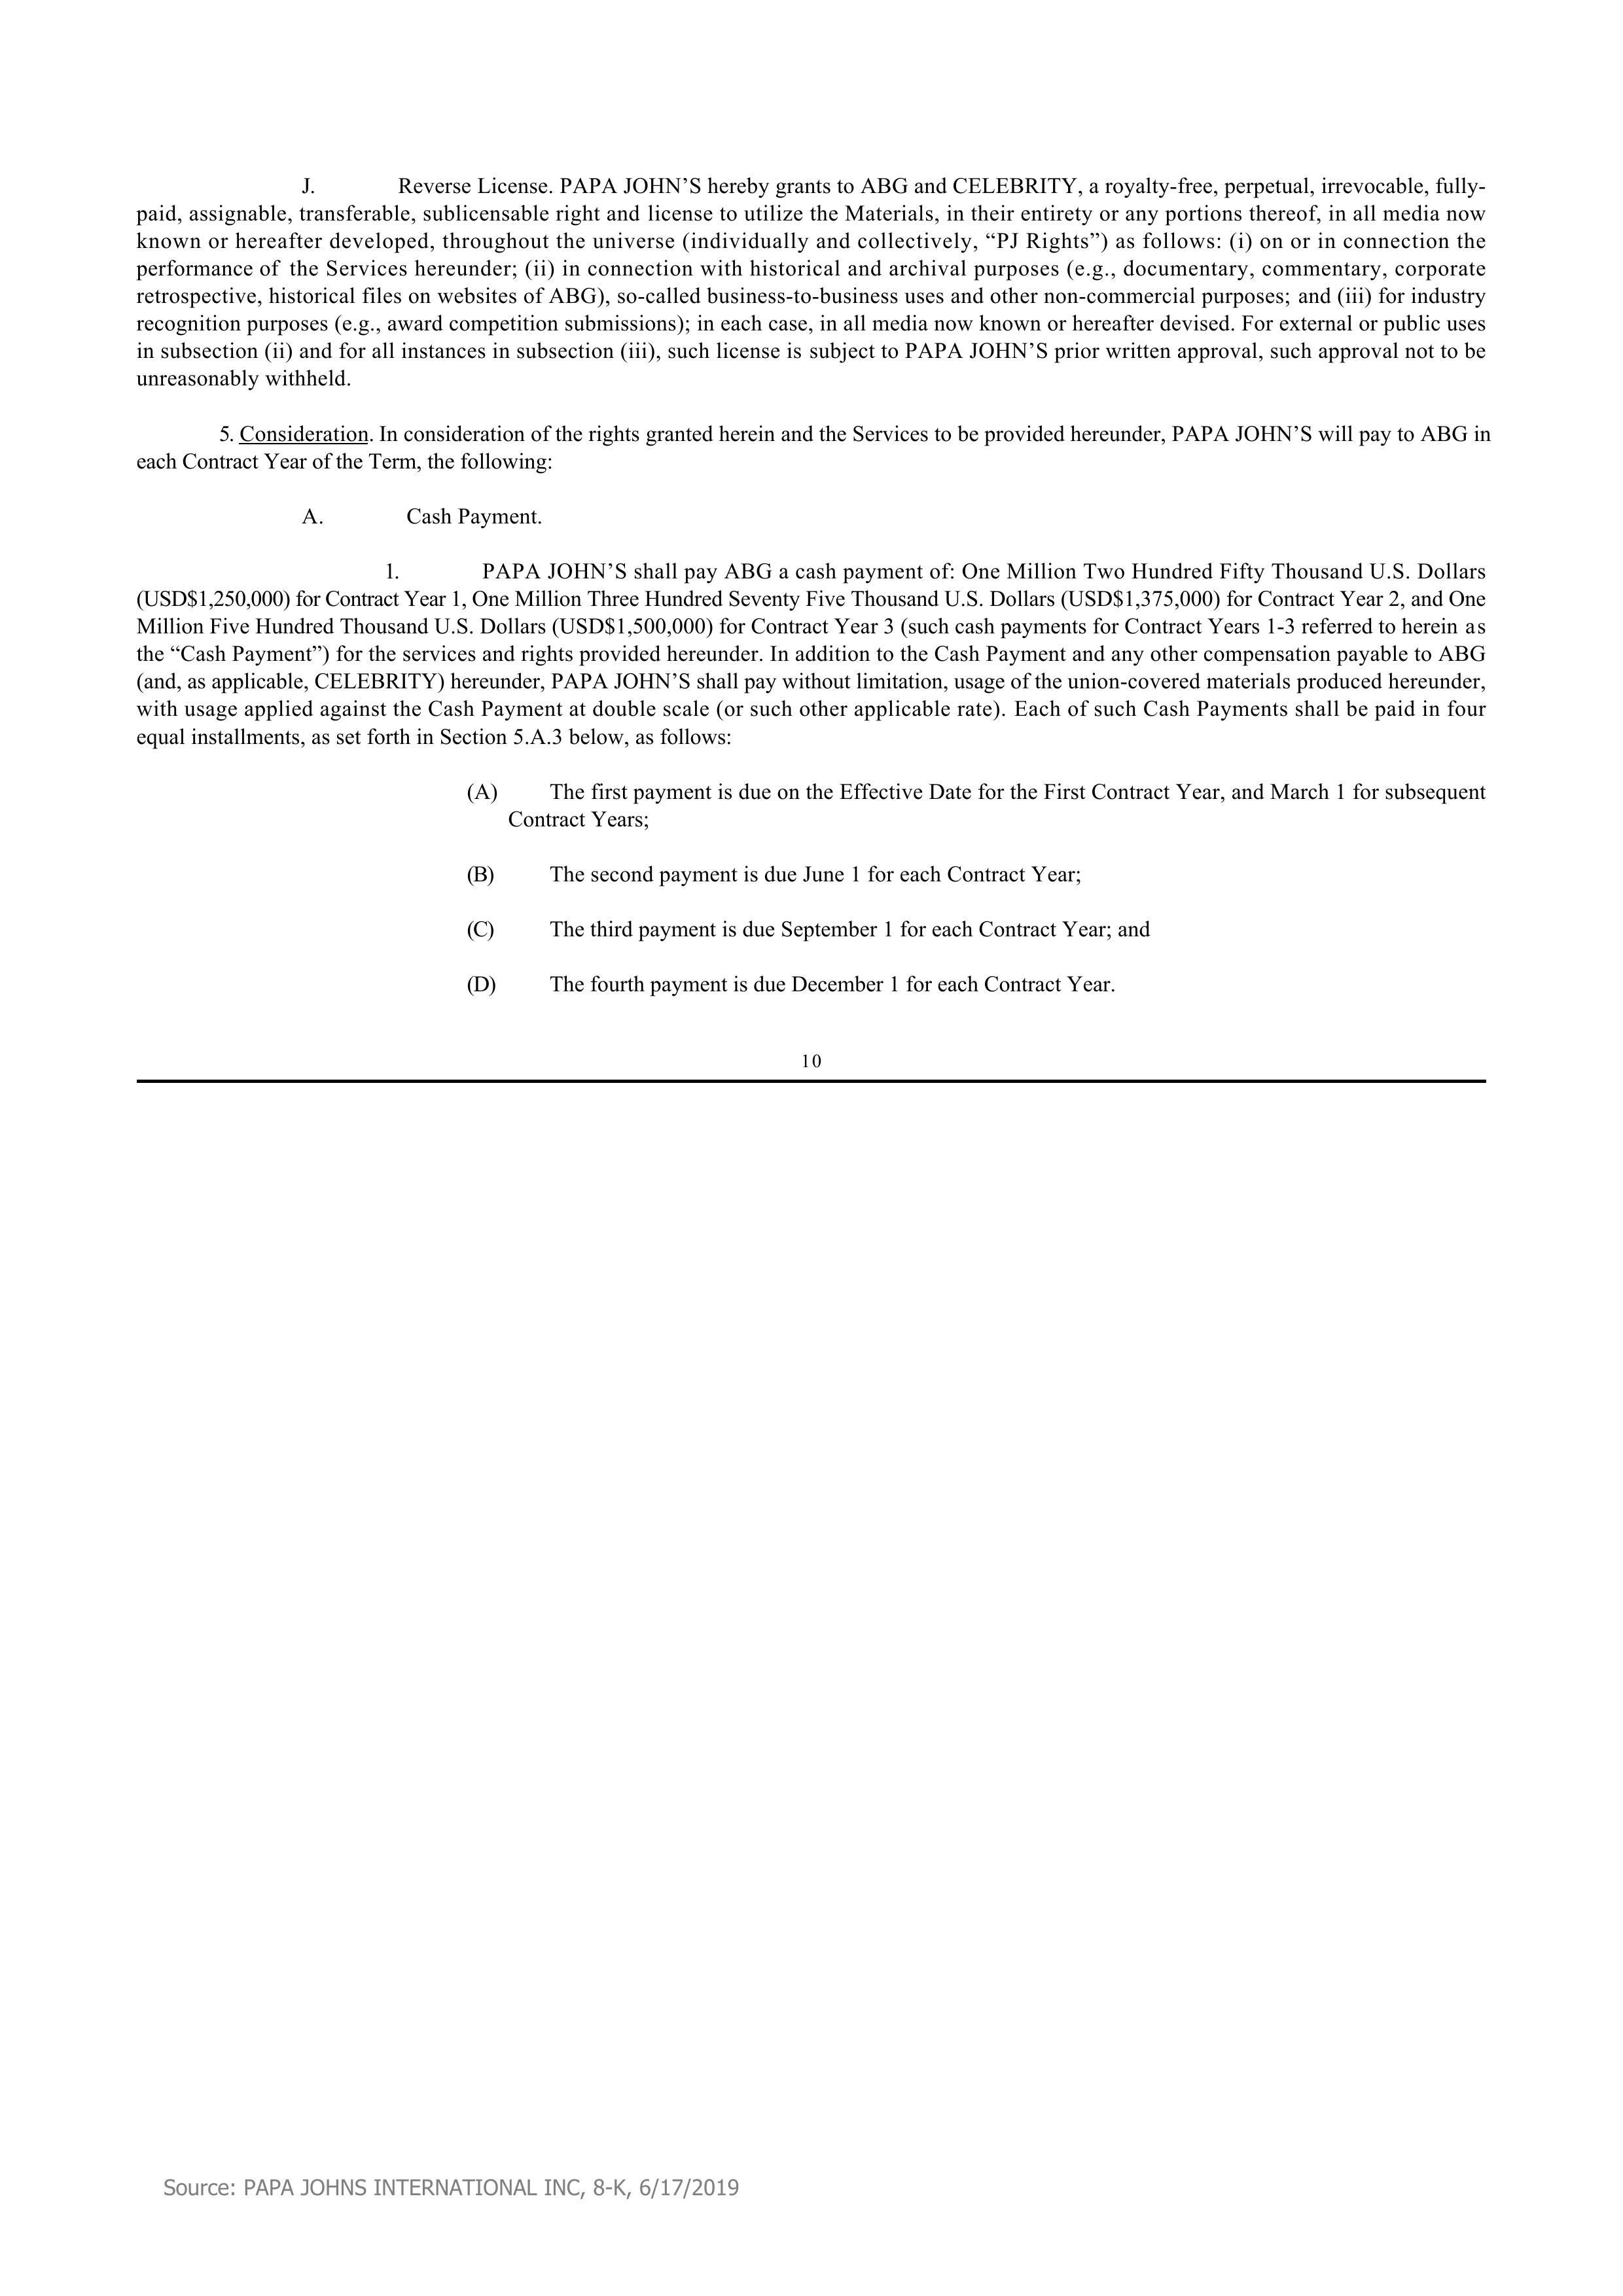 J. Reverse License. PAPA JOHN’S hereby grants to ABG and CELEBRITY, a royalty-free, perpetual, irrevocable, fully-
paid, assignable, transferable, sublicensable right and license to utilize the Materials, in their entirety or any portions thereof, in all media now
known or hereafter developed, throughout the universe (individually and collectively, “PJ Rights”) as follows: (i) on or in connection the
performance of the Services hereunder; (ii) in connection with historical and archival purposes (e.g., documentary, commentary, corporate
retrospective, historical files on websites of ABG), so-called business-to-business uses and other non-commercial purposes; and (iii) for industry
recognition purposes (e.g., award competition submissions); in each case, in all media now known or hereafter devised. For external or public uses
in subsection (ii) and for all instances in subsection (iii), such license is subject to PAPA JOHN’S prior written approval, such approval not to be
unreasonably withheld.
5. Consideration. In consideration of the rights granted herein and the Services to be provided hereunder, PAPA JOHN’S will pay to ABG in
each Contract Year of the Term, the following:
A. Cash Payment.
1. PAPA JOHN’S shall pay ABG a cash payment of: One Million Two Hundred Fifty Thousand U.S. Dollars
(USD$1,250,000) for Contract Year 1, One Million Three Hundred Seventy Five Thousand U.S. Dollars (USD$1,375,000) for Contract Year 2, and One
Million Five Hundred Thousand U.S. Dollars (USD$1,500,000) for Contract Year 3 (such cash payments for Contract Years 1-3 referred to herein as
the “Cash Payment”) for the services and rights provided hereunder. In addition to the Cash Payment and any other compensation payable to ABG
(and, as applicable, CELEBRITY) hereunder, PAPA JOHN’S shall pay without limitation, usage of the union-covered materials produced hereunder,
with usage applied against the Cash Payment at double scale (or such other applicable rate). Each of such Cash Payments shall be paid in four
equal installments, as set forth in Section 5.A.3 below, as follows:
(A) The first payment is due on the Effective Date for the First Contract Year, and March 1 for subsequent
Contract Years;
(B) The second payment is due June 1 for each Contract Year;
(C) The third payment is due September 1 for each Contract Year; and
(D) The fourth payment is due December 1 for each Contract Year.
10
Source: PAPA JOHNS INTERNATIONAL INC, 8-K, 6/17/2019